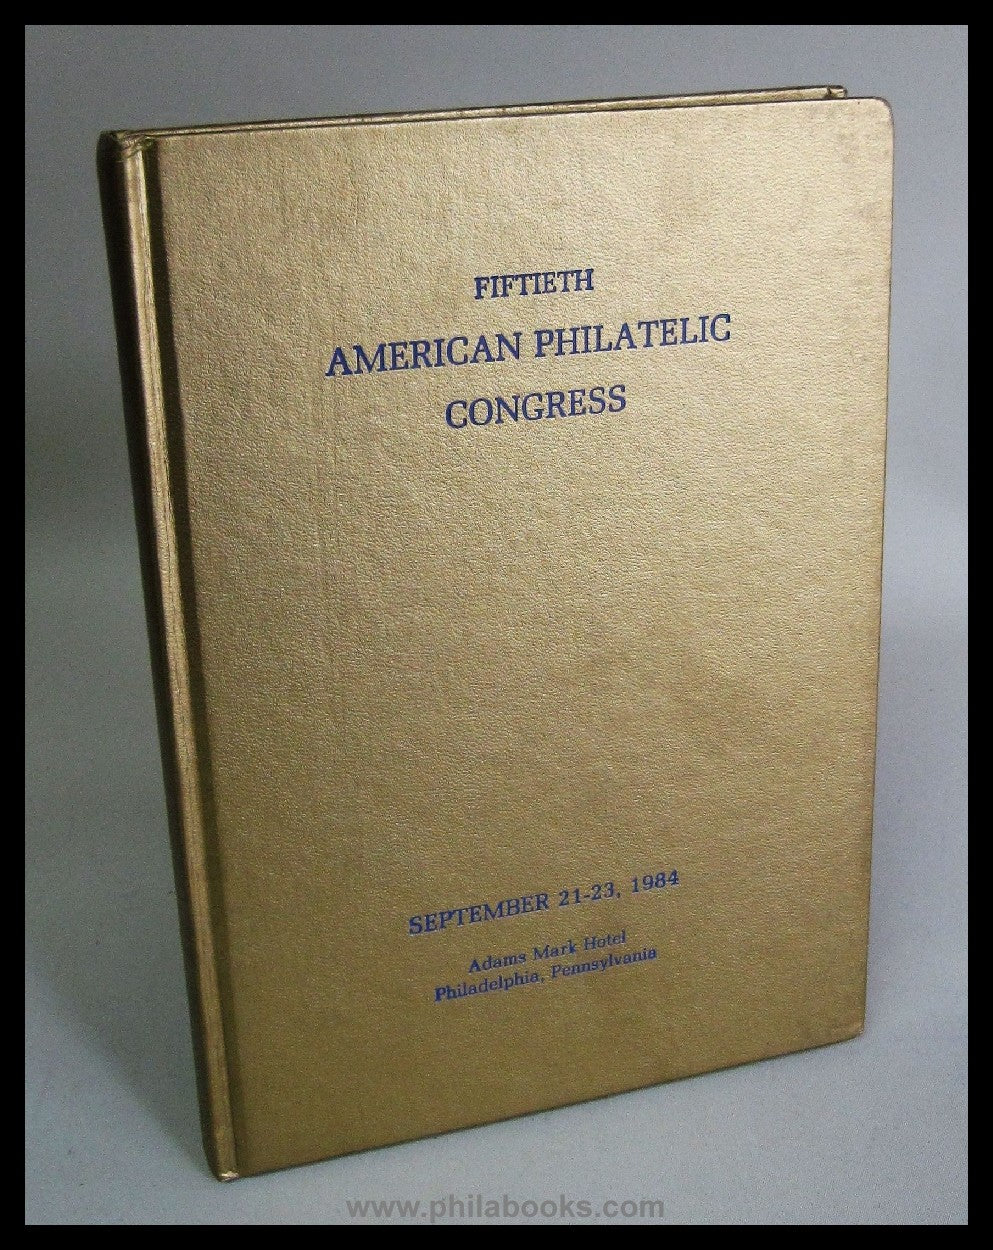 FIFTIETH
AMERICAN PHILATELIC
CONGRESS
SEPTEMBER 21-23, 1984
Adams Mark Hotel
Philadelphia, Pennsylvania
www.philabooks.com